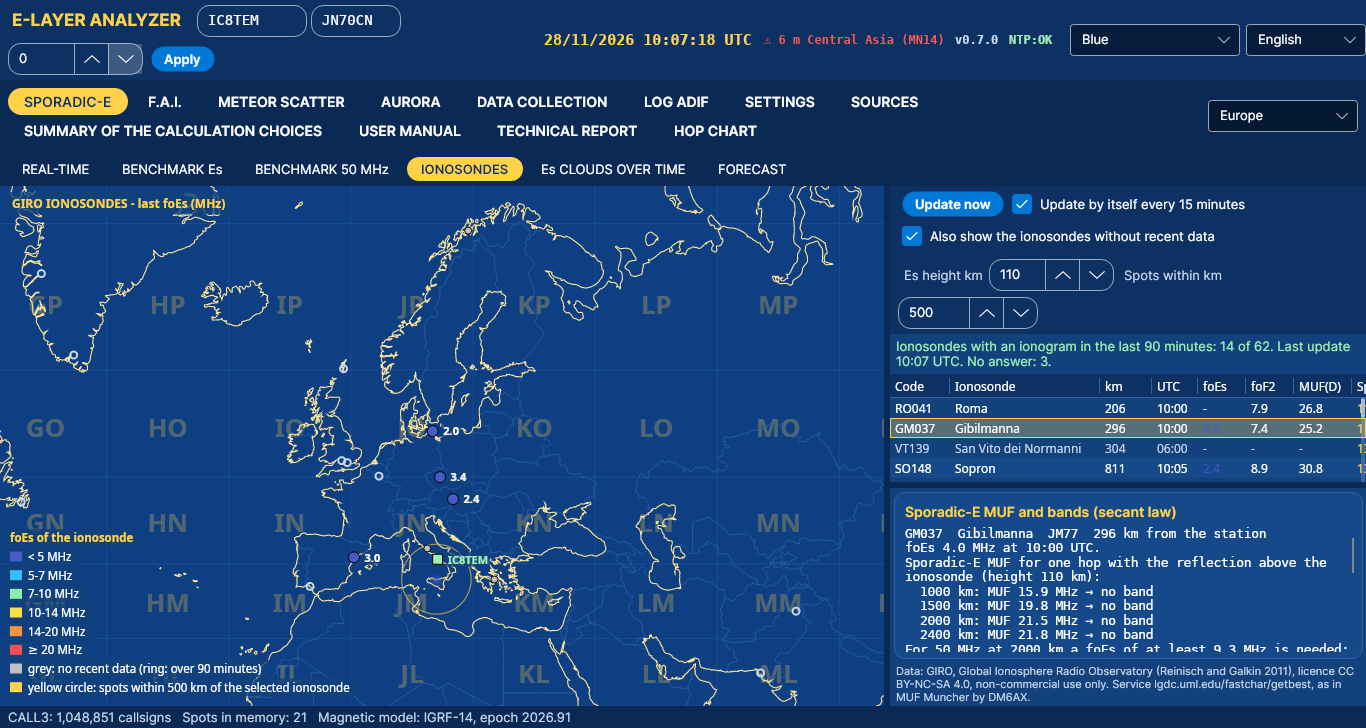 E-LAYER ANALYZER IC8TEM JN70CN
28/11/2026 10:07:18 UTC ⚠ 6 m Central Asia (MN14) v0.7.0 NTP:OK Blue English
0 Apply
SPORADIC-E F.A.I. METEOR SCATTER AURORA DATA COLLECTION LOG ADIF SETTINGS SOURCES
SUMMARY OF THE CALCULATION CHOICES USER MANUAL TECHNICAL REPORT HOP CHART
Europe
REAL-TIME BENCHMARK Es BENCHMARK 50 MHz IONOSONDES Es CLOUDS OVER TIME FORECAST
GIRO IONOSONDES - last foEs (MHz)
GP HP IP JP KP LP MP
GO HO IO KO LO MO
2.0
3.4
2.4
GN HN IN JN KN LN MN
3.0
IC8TEM
HM IM JM KM LM MM
IL JL KL LL ML
foEs of the ionosonde
< 5 MHz
5-7 MHz
7-10 MHz
10-14 MHz
14-20 MHz
≥ 20 MHz
grey: no recent data (ring: over 90 minutes)
yellow circle: spots within 500 km of the selected ionosonde
Update now Update by itself every 15 minutes
Also show the ionosondes without recent data
Es height km 110 Spots within km
500
Ionosondes with an ionogram in the last 90 minutes: 14 of 62. Last update
10:07 UTC. No answer: 3.
Code Ionosonde km UTC foEs foF2 MUF(D) Sp
RO041 Roma 206 10:00 - 7.9 26.8
GM037 Gibilmanna 296 10:00 4.0 7.4 25.2
VT139 San Vito dei Normanni 304 06:00 - - -
SO148 Sopron 811 10:05 2.4 8.9 30.8
Sporadic-E MUF and bands (secant law)
GM037 Gibilmanna JM77 296 km from the station
foEs 4.0 MHz at 10:00 UTC.
Sporadic-E MUF for one hop with the reflection above the
ionosonde (height 110 km):
1000 km: MUF 15.9 MHz → no band
1500 km: MUF 19.8 MHz → no band
2000 km: MUF 21.5 MHz → no band
2400 km: MUF 21.8 MHz → no band
For 50 MHz at 2000 km a foEs of at least 9.3 MHz is needed;
Data: GIRO, Global Ionosphere Radio Observatory (Reinisch and Galkin 2011), licence CC
BY-NC-SA 4.0, non-commercial use only. Service lgdc.uml.edu/fastchar/getbest, as in
MUF Muncher by DM6AX.
CALL3: 1,048,851 callsigns Spots in memory: 21 Magnetic model: IGRF-14, epoch 2026.91